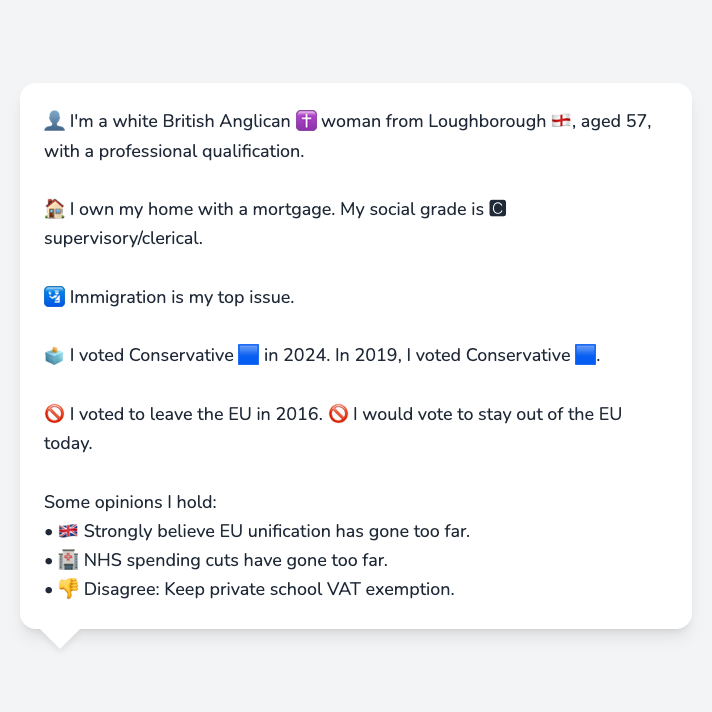 👤 I'm a white British Anglican ✝️ woman from Loughborough 🏴󠁧󠁢󠁥󠁮󠁧󠁿, aged 57,
with a professional qualification.
🏠 I own my home with a mortgage. My social grade is 🅲
supervisory/clerical.
🛂 Immigration is my top issue.
🗳️ I voted Conservative 🟦 in 2024. In 2019, I voted Conservative 🟦.
🚫 I voted to leave the EU in 2016. 🚫 I would vote to stay out of the EU
today.
Some opinions I hold:
• 🇬🇧 Strongly believe EU unification has gone too far.
• 🏥 NHS spending cuts have gone too far.
• 👎 Disagree: Keep private school VAT exemption.